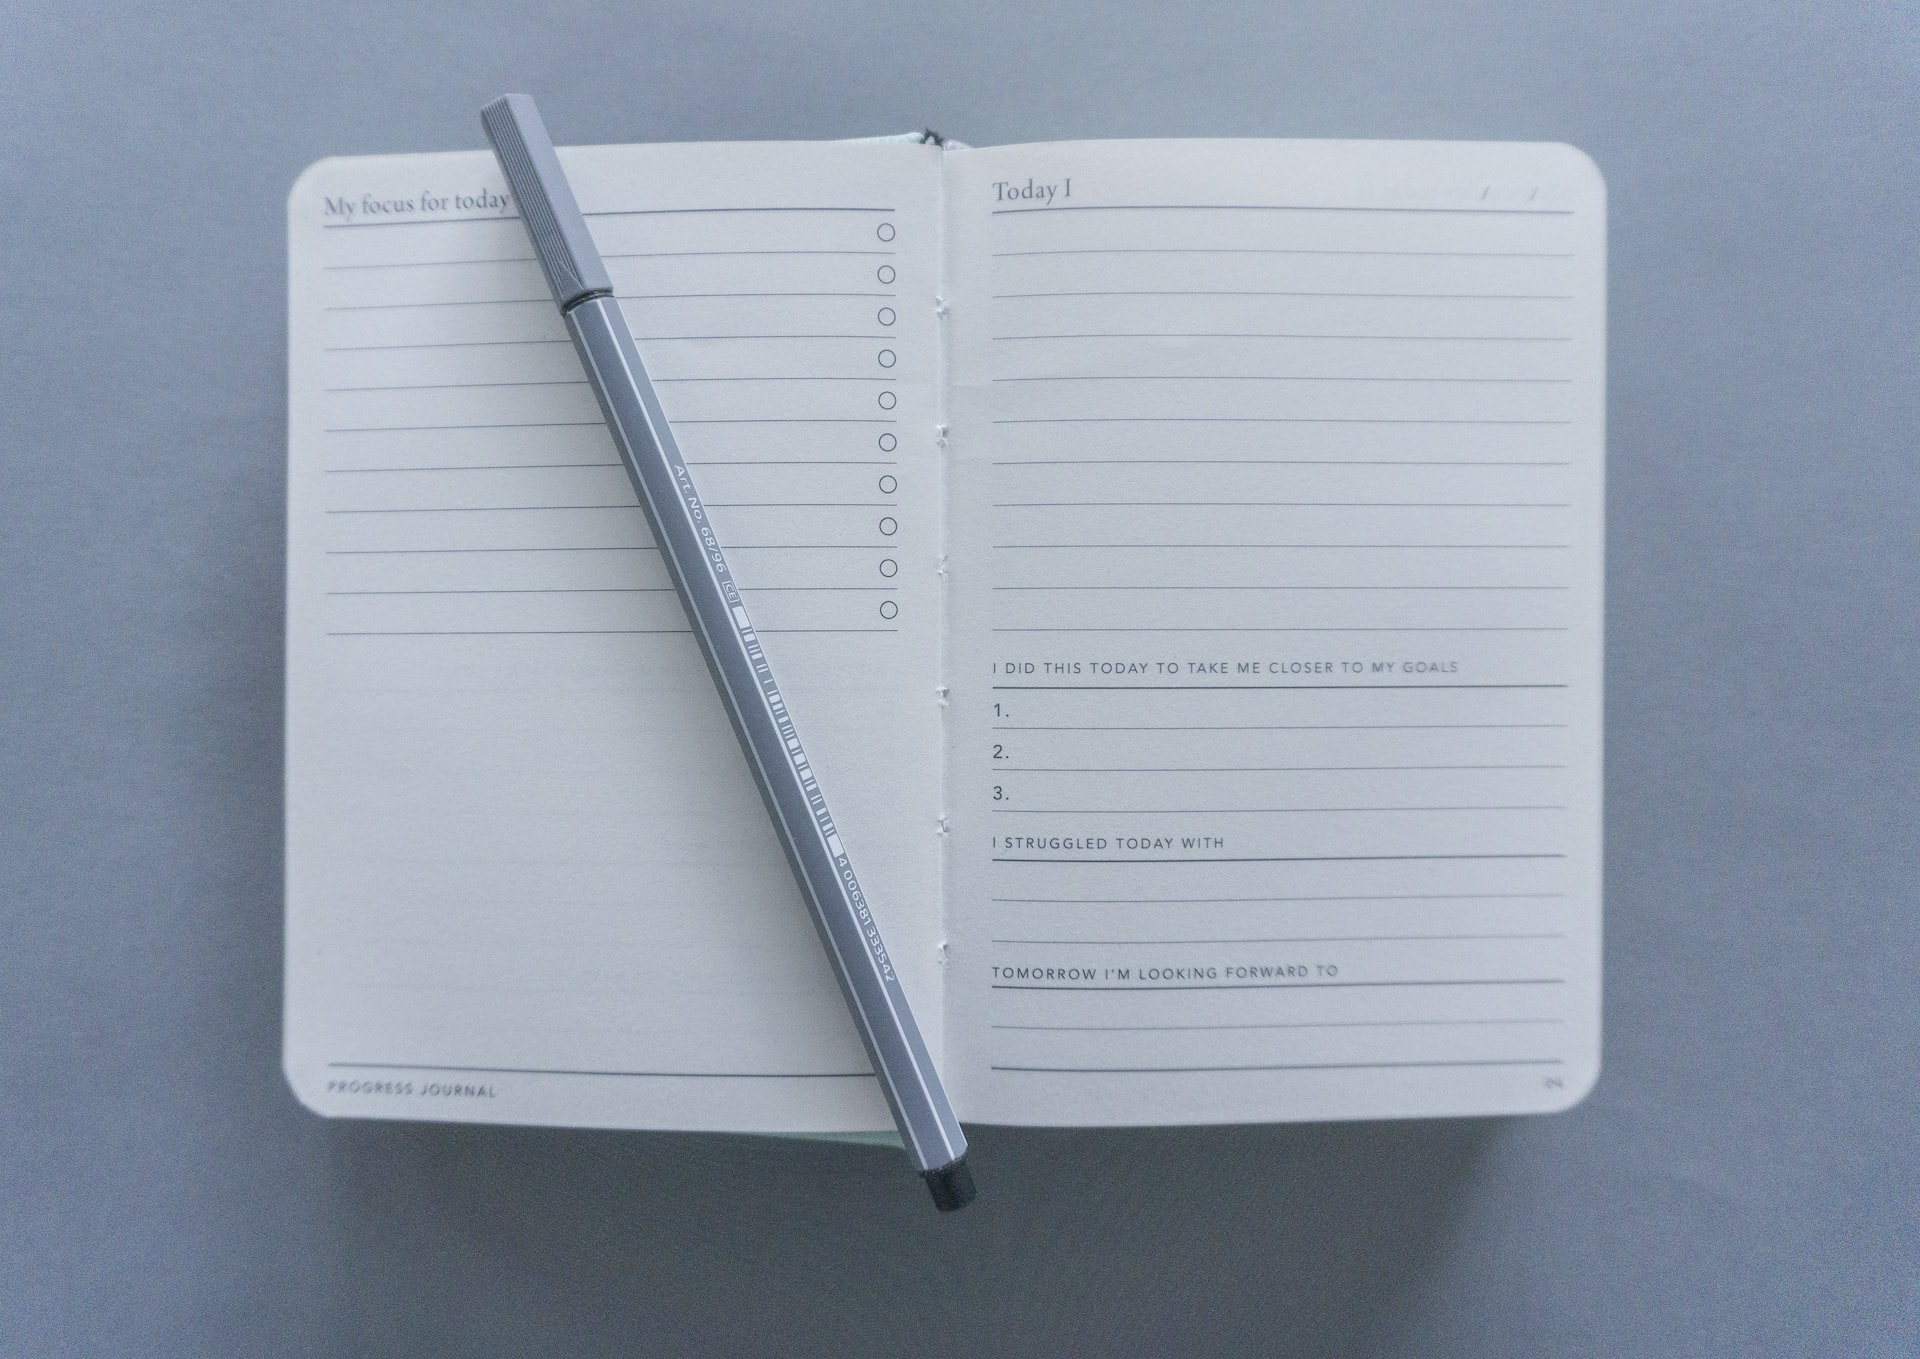 My focus for today
Art. No. 68/96 CE
4 006381 333542
PROGRESS JOURNAL
Today I / /
I DID THIS TODAY TO TAKE ME CLOSER TO MY GOALS
1.
2.
3.
I STRUGGLED TODAY WITH
TOMORROW I'M LOOKING FORWARD TO